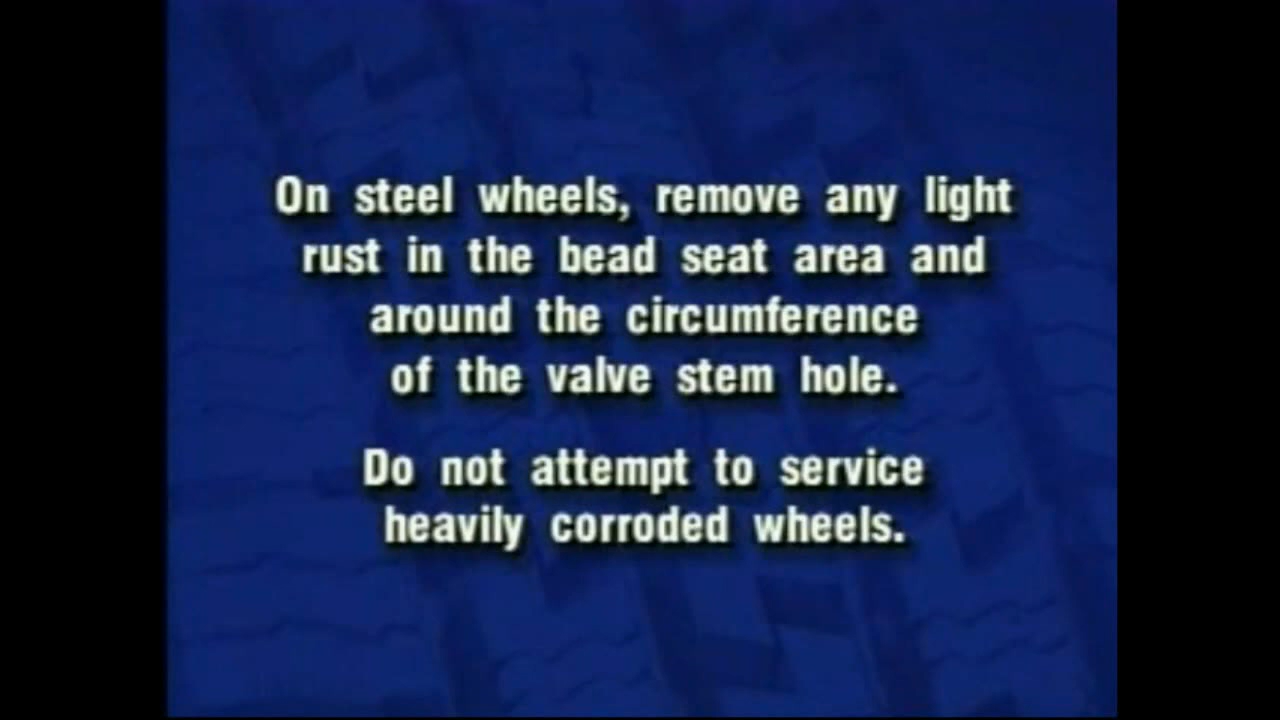 On steel wheels, remove any light
rust in the bead seat area and
around the circumference
of the valve stem hole.
Do not attempt to service
heavily corroded wheels.